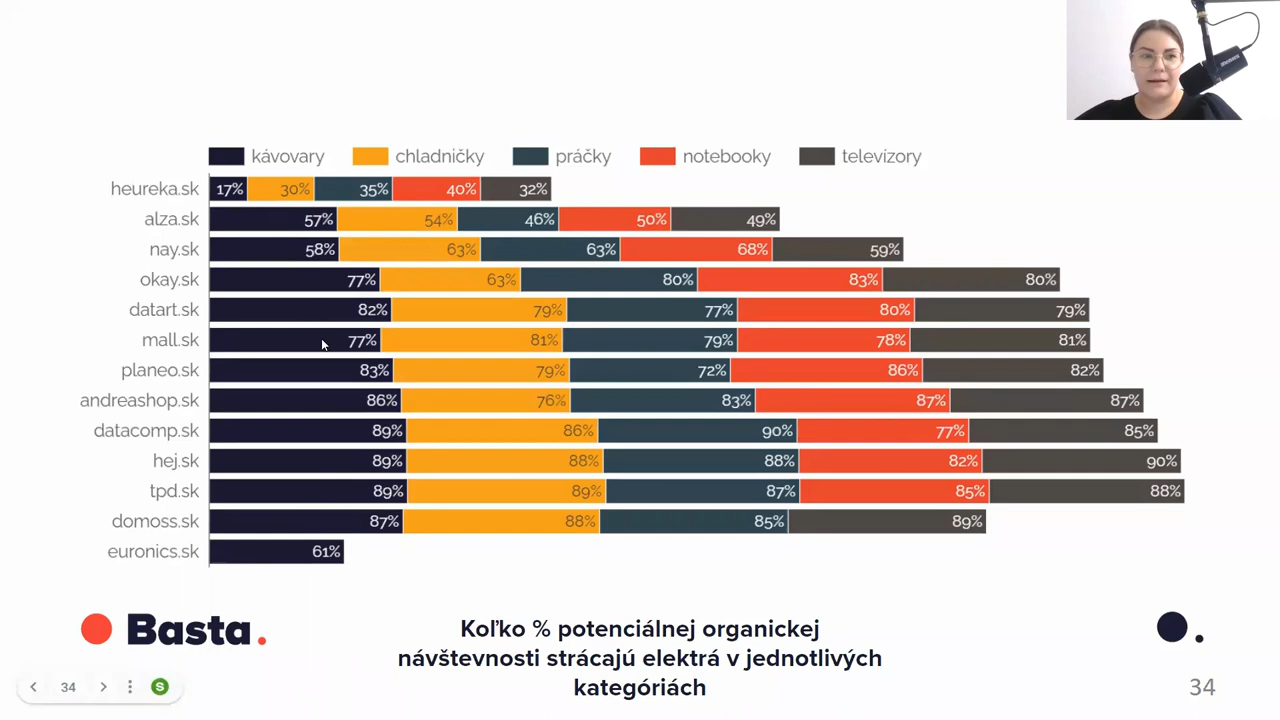 kávovary chladničky práčky notebooky televízory
heureka.sk 17% 30% 35% 40% 32%
alza.sk 57% 54% 46% 50% 49%
nay.sk 58% 63% 63% 68% 59%
okay.sk 77% 63% 80% 83% 80%
datart.sk 82% 79% 77% 80% 79%
mall.sk 77% 81% 79% 78% 81%
planeo.sk 83% 79% 72% 86% 82%
andreashop.sk 86% 76% 83% 87% 87%
datacomp.sk 89% 86% 90% 77% 85%
hej.sk 89% 88% 88% 82% 90%
tpd.sk 89% 89% 87% 85% 88%
domoss.sk 87% 88% 85% 89%
euronics.sk 61%
Basta.
Koľko % potenciálnej organickej
návštevnosti strácajú elektrá v jednotlivých
kategóriách
34
S
34